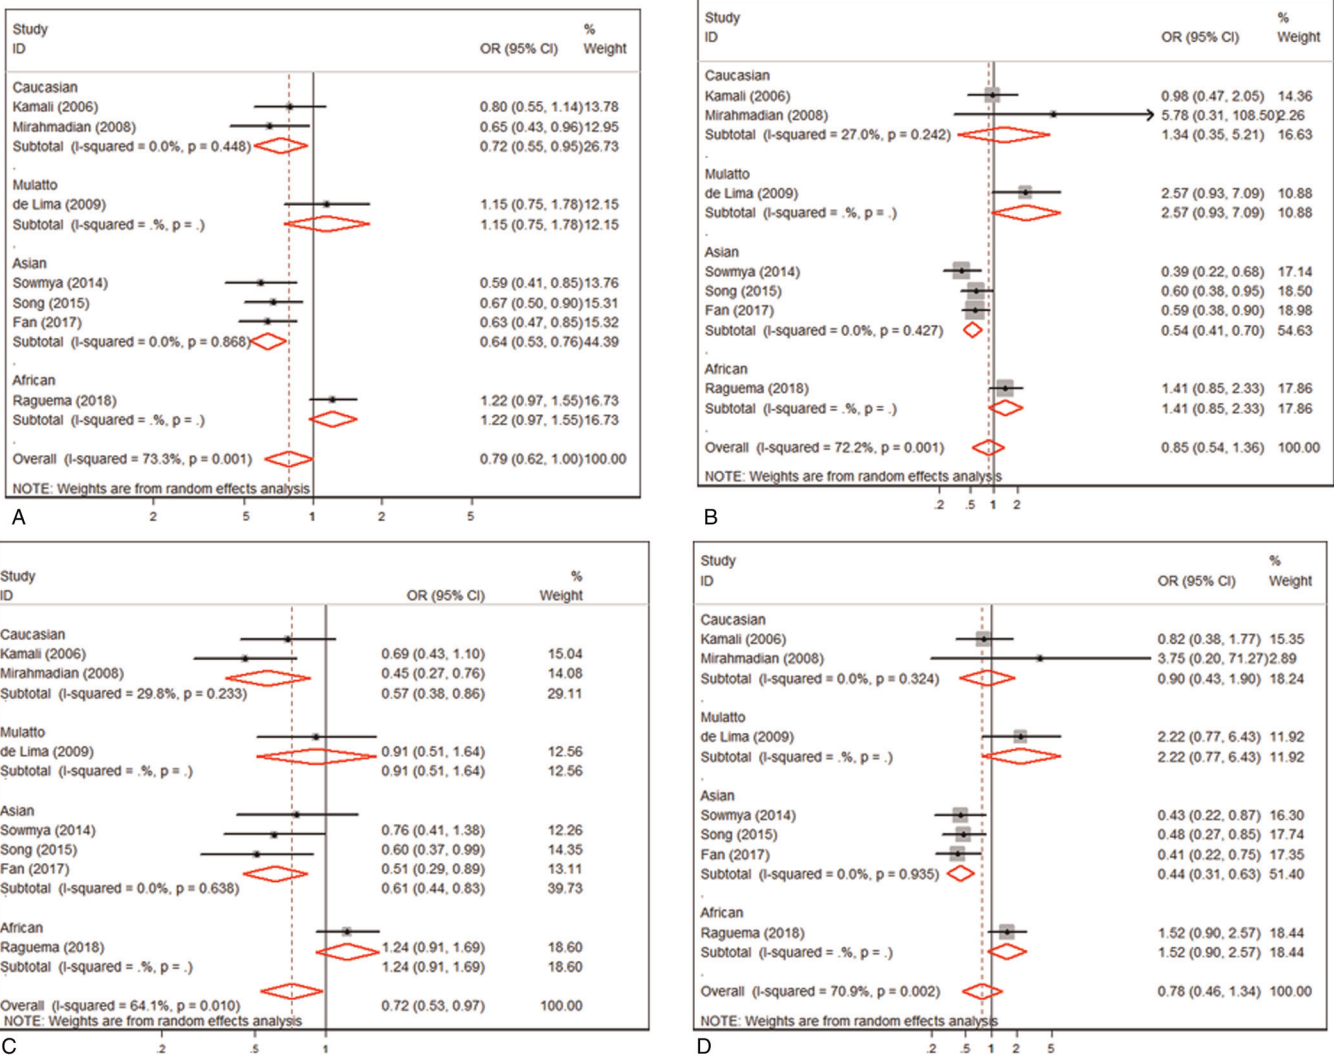 Study %
ID OR (95% CI) Weight
Caucasian
Kamali (2006) 0.80 (0.55, 1.14) 13.78
Mirahmadian (2008) 0.65 (0.43, 0.96) 12.95
Subtotal (I-squared = 0.0%, p = 0.448) 0.72 (0.55, 0.95) 26.73
.
Mulatto
de Lima (2009) 1.15 (0.75, 1.78) 12.15
Subtotal (I-squared = .%, p = .) 1.15 (0.75, 1.78) 12.15
.
Asian
Sowmya (2014) 0.59 (0.41, 0.85) 13.76
Song (2015) 0.67 (0.50, 0.90) 15.31
Fan (2017) 0.63 (0.47, 0.85) 15.32
Subtotal (I-squared = 0.0%, p = 0.868) 0.64 (0.53, 0.76) 44.39
.
African
Raguema (2018) 1.22 (0.97, 1.55) 16.73
Subtotal (I-squared = .%, p = .) 1.22 (0.97, 1.55) 16.73
.
Overall (I-squared = 73.3%, p = 0.001) 0.79 (0.62, 1.00) 100.00
NOTE: Weights are from random effects analysis
2 5 1 2 5
A
Study %
ID OR (95% CI) Weight
Caucasian
Kamali (2006) 0.98 (0.47, 2.05) 14.36
Mirahmadian (2008) 5.78 (0.31, 108.50) 2.26
Subtotal (I-squared = 27.0%, p = 0.242) 1.34 (0.35, 5.21) 16.63
.
Mulatto
de Lima (2009) 2.57 (0.93, 7.09) 10.88
Subtotal (I-squared = .%, p = .) 2.57 (0.93, 7.09) 10.88
.
Asian
Sowmya (2014) 0.39 (0.22, 0.68) 17.14
Song (2015) 0.60 (0.38, 0.95) 18.50
Fan (2017) 0.59 (0.38, 0.90) 18.98
Subtotal (I-squared = 0.0%, p = 0.427) 0.54 (0.41, 0.70) 54.63
.
African
Raguema (2018) 1.41 (0.85, 2.33) 17.86
Subtotal (I-squared = .%, p = .) 1.41 (0.85, 2.33) 17.86
.
Overall (I-squared = 72.2%, p = 0.001) 0.85 (0.54, 1.36) 100.00
NOTE: Weights are from random effects analysis
.2 .5 1 2
B
Study %
ID OR (95% CI) Weight
Caucasian
Kamali (2006) 0.69 (0.43, 1.10) 15.04
Mirahmadian (2008) 0.45 (0.27, 0.76) 14.08
Subtotal (I-squared = 29.8%, p = 0.233) 0.57 (0.38, 0.86) 29.11
.
Mulatto
de Lima (2009) 0.91 (0.51, 1.64) 12.56
Subtotal (I-squared = .%, p = .) 0.91 (0.51, 1.64) 12.56
.
Asian
Sowmya (2014) 0.76 (0.41, 1.38) 12.26
Song (2015) 0.60 (0.37, 0.99) 14.35
Fan (2017) 0.51 (0.29, 0.89) 13.11
Subtotal (I-squared = 0.0%, p = 0.638) 0.61 (0.44, 0.83) 39.73
.
African
Raguema (2018) 1.24 (0.91, 1.69) 18.60
Subtotal (I-squared = .%, p = .) 1.24 (0.91, 1.69) 18.60
.
Overall (I-squared = 64.1%, p = 0.010) 0.72 (0.53, 0.97) 100.00
NOTE: Weights are from random effects analysis
.2 .5 1
C
Study %
ID OR (95% CI) Weight
Caucasian
Kamali (2006) 0.82 (0.38, 1.77) 15.35
Mirahmadian (2008) 3.75 (0.20, 71.27) 2.89
Subtotal (I-squared = 0.0%, p = 0.324) 0.90 (0.43, 1.90) 18.24
.
Mulatto
de Lima (2009) 2.22 (0.77, 6.43) 11.92
Subtotal (I-squared = .%, p = .) 2.22 (0.77, 6.43) 11.92
.
Asian
Sowmya (2014) 0.43 (0.22, 0.87) 16.30
Song (2015) 0.48 (0.27, 0.85) 17.74
Fan (2017) 0.41 (0.22, 0.75) 17.35
Subtotal (I-squared = 0.0%, p = 0.935) 0.44 (0.31, 0.63) 51.40
.
African
Raguema (2018) 1.52 (0.90, 2.57) 18.44
Subtotal (I-squared = .%, p = .) 1.52 (0.90, 2.57) 18.44
.
Overall (I-squared = 70.9%, p = 0.002) 0.78 (0.46, 1.34) 100.00
NOTE: Weights are from random effects analysis
.2 .5 1 2 5
D